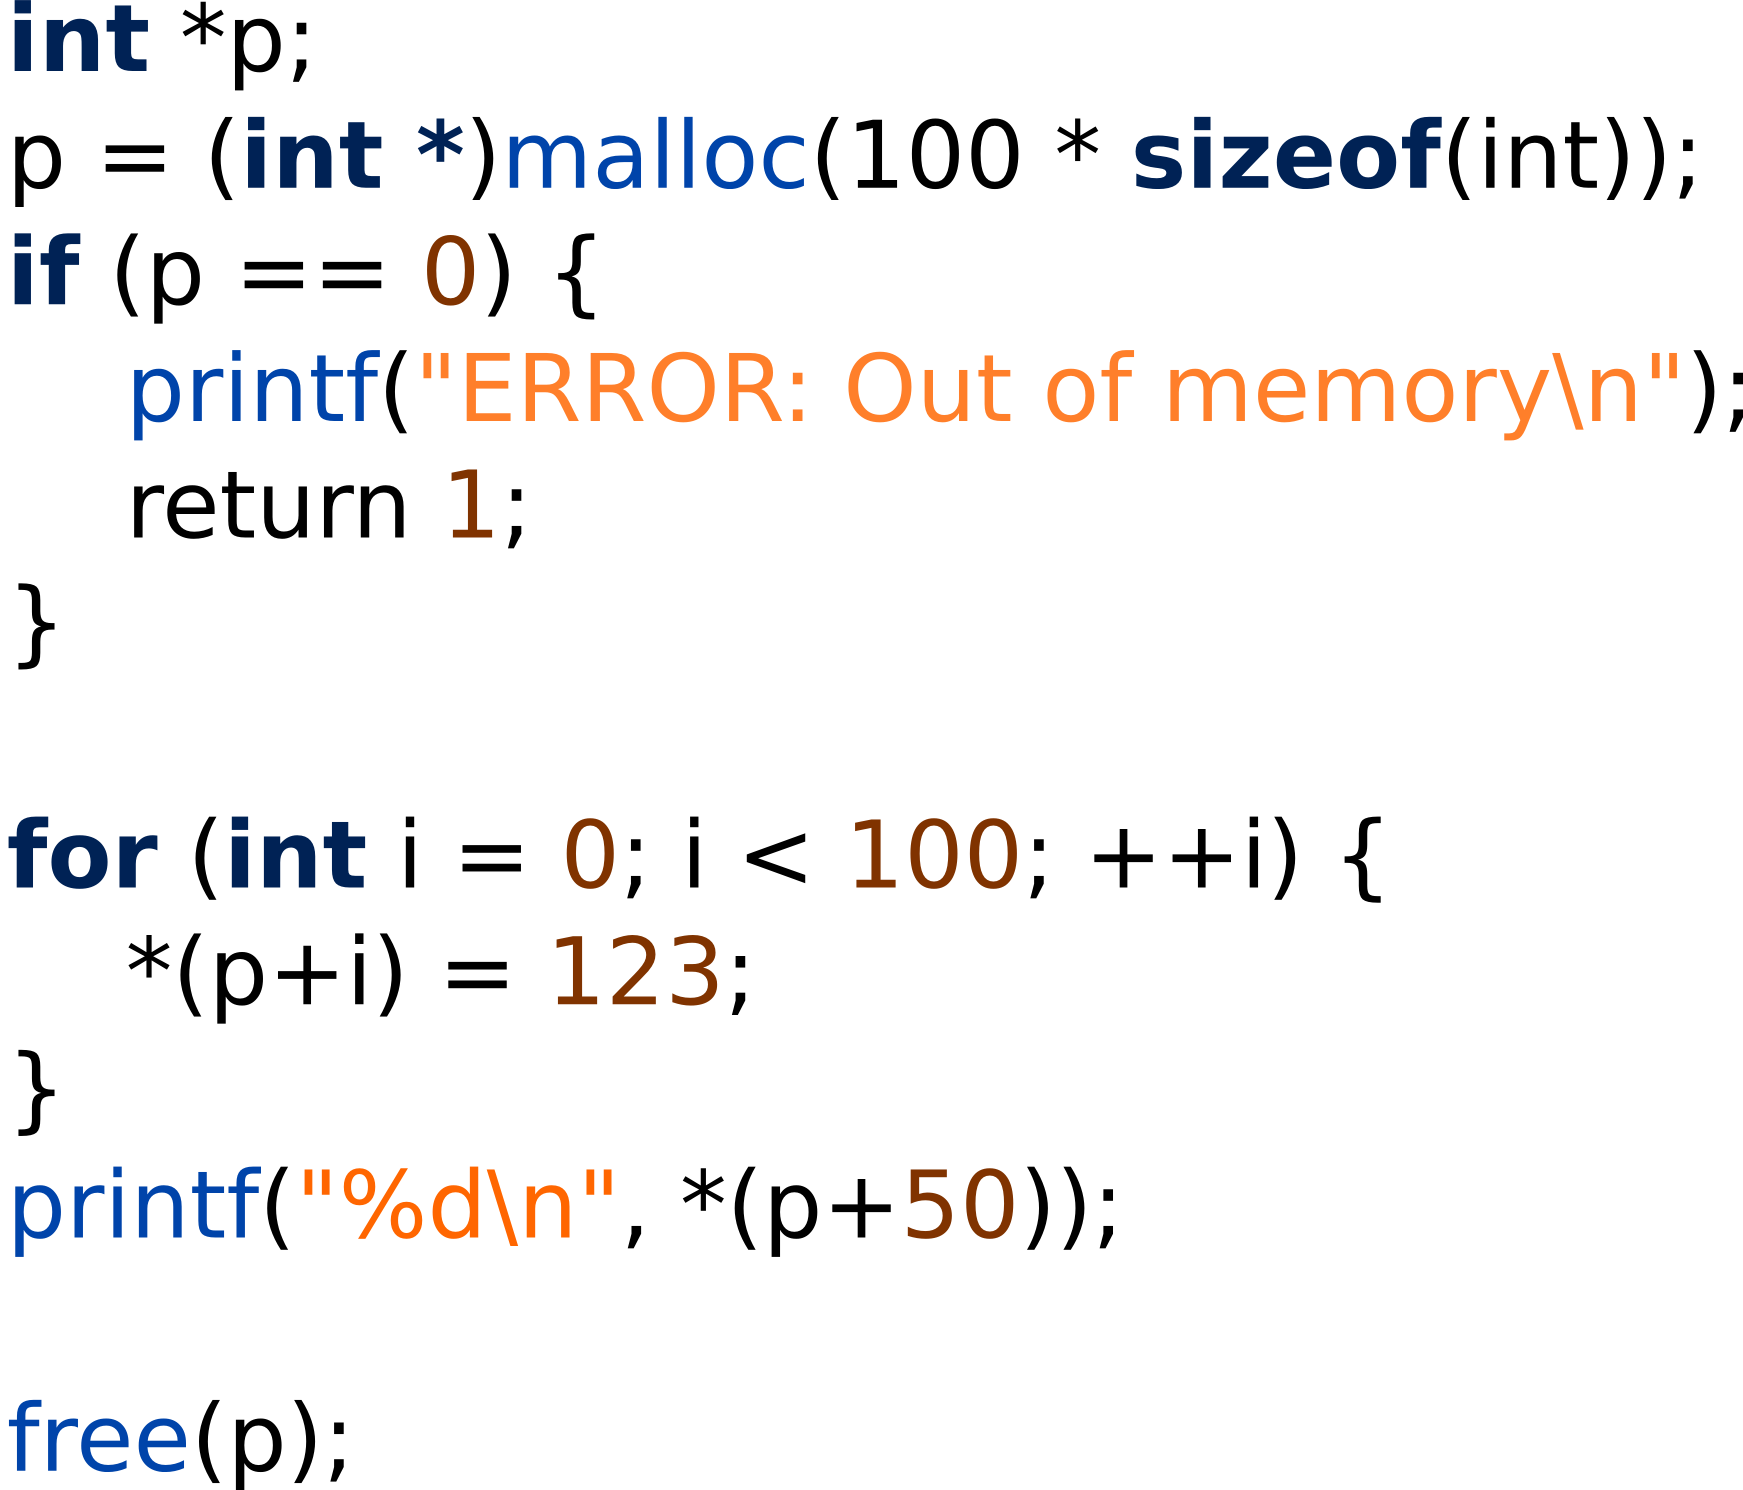 int *p;
p = (int *)malloc(100 * sizeof(int));
if (p == 0) {
    printf("ERROR: Out of memory\n");
    return 1;
}

for (int i = 0; i < 100; ++i) {
    *(p+i) = 123;
}
printf("%d\n", *(p+50));

free(p);